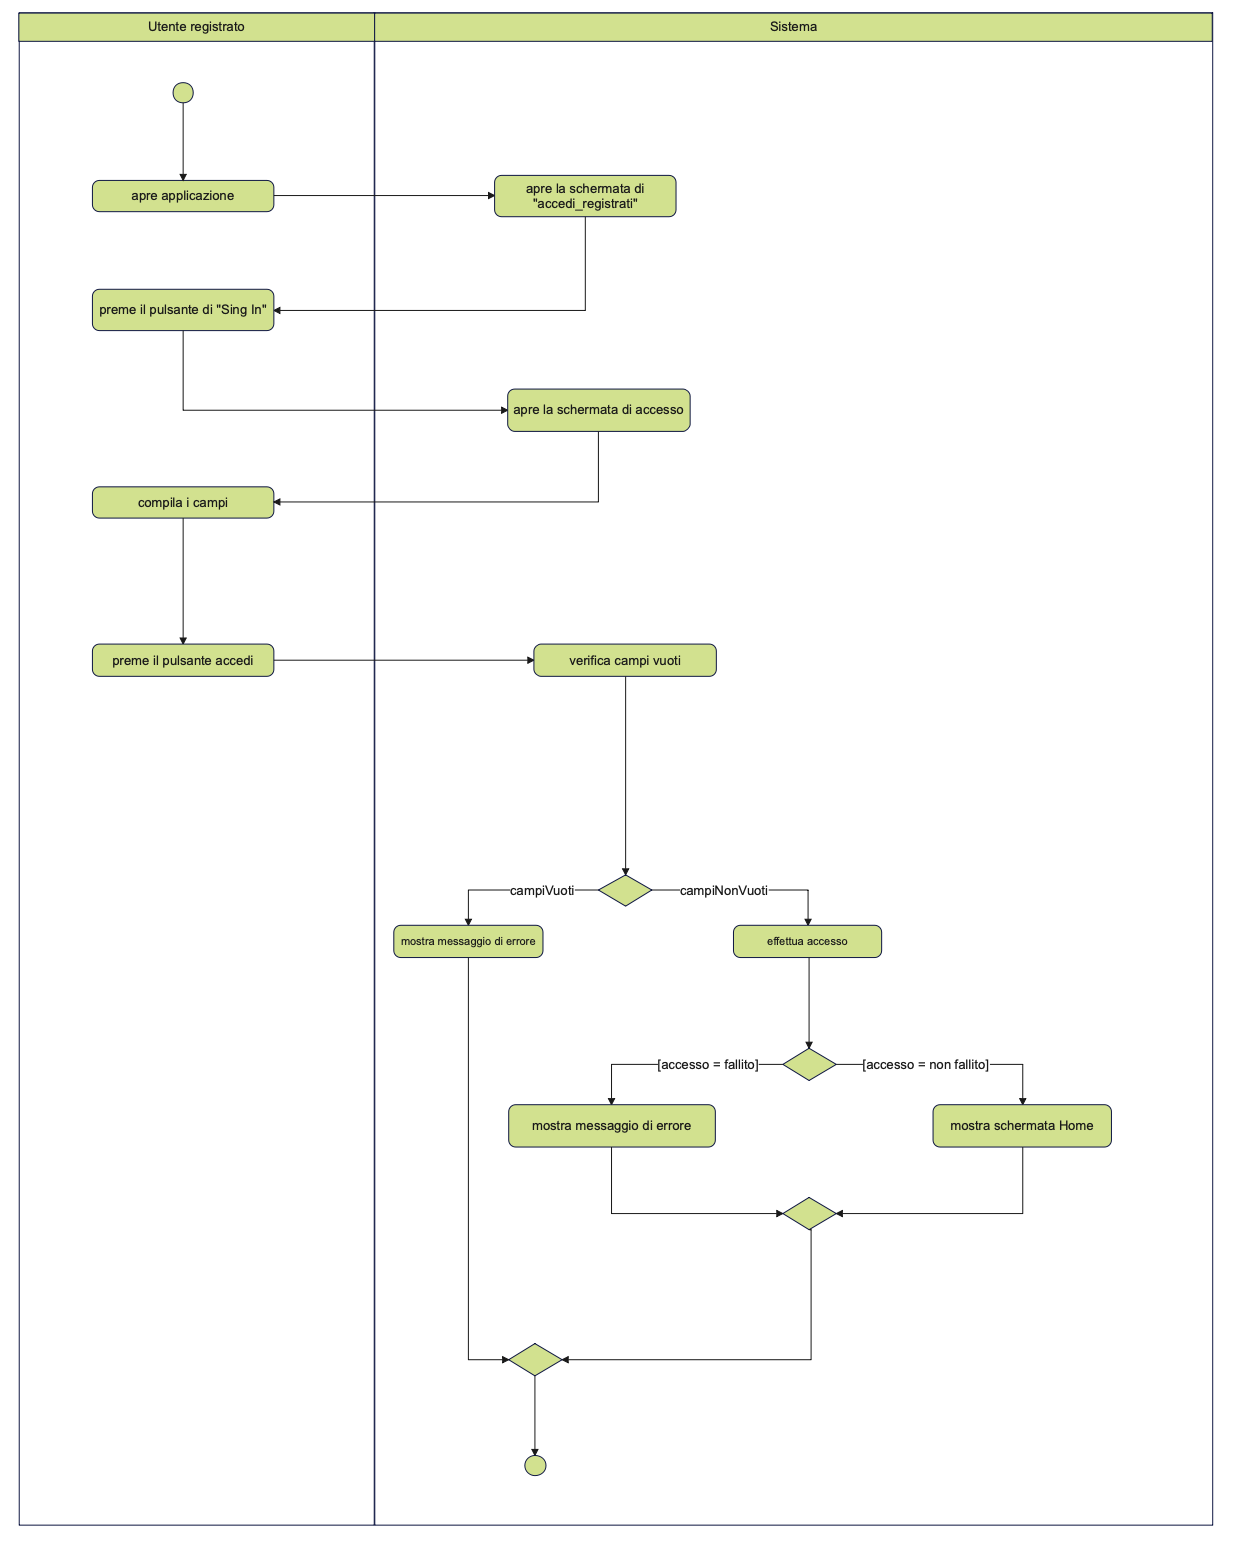 Utente registrato
Sistema
apre applicazione
apre la schermata di
"accedi_registrati"
preme il pulsante di "Sing In"
apre la schermata di accesso
compila i campi
preme il pulsante accedi
verifica campi vuoti
campiVuoti
campiNonVuoti
mostra messaggio di errore
effettua accesso
[accesso = fallito]
[accesso = non fallito]
mostra messaggio di errore
mostra schermata Home